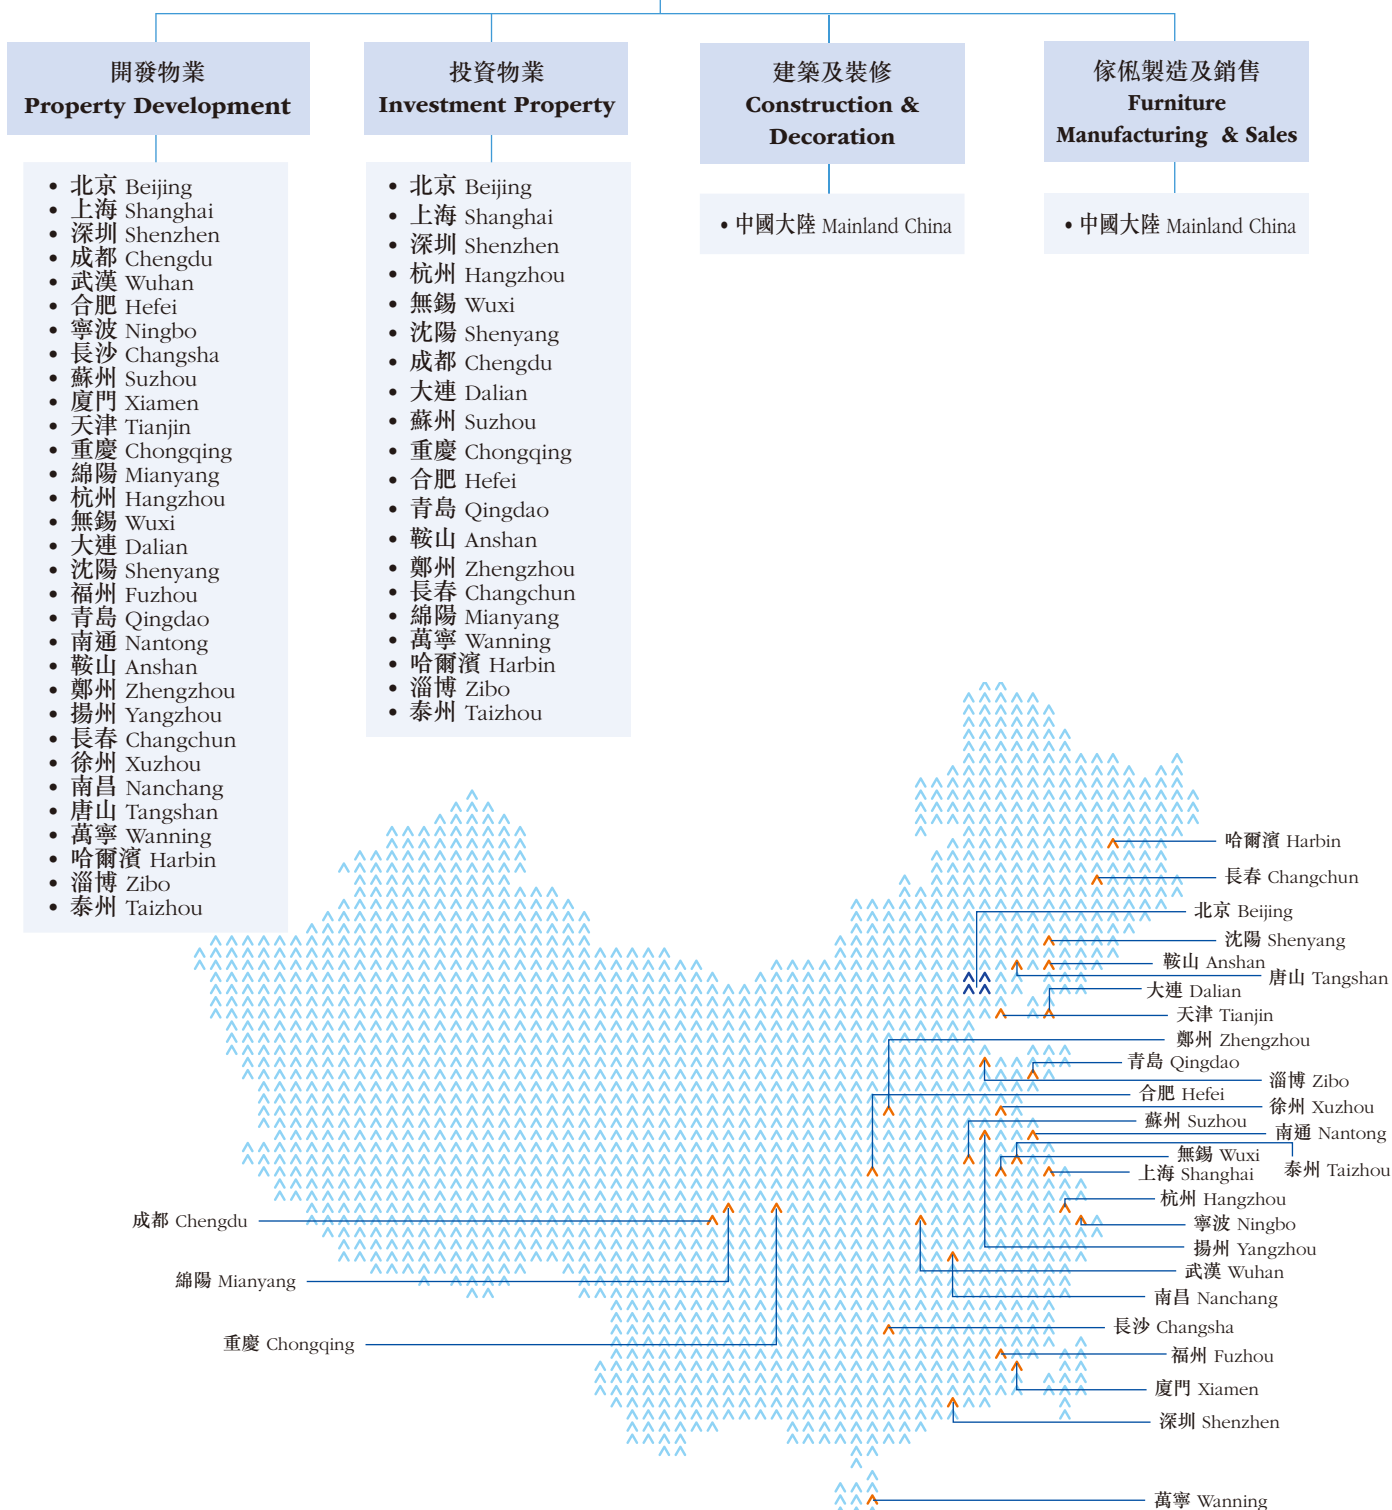 開發物業
Property Development
• 北京 Beijing
• 上海 Shanghai
• 深圳 Shenzhen
• 成都 Chengdu
• 武漢 Wuhan
• 合肥 Hefei
• 寧波 Ningbo
• 長沙 Changsha
• 蘇州 Suzhou
• 廈門 Xiamen
• 天津 Tianjin
• 重慶 Chongqing
• 綿陽 Mianyang
• 杭州 Hangzhou
• 無錫 Wuxi
• 大連 Dalian
• 沈陽 Shenyang
• 福州 Fuzhou
• 青島 Qingdao
• 南通 Nantong
• 鞍山 Anshan
• 鄭州 Zhengzhou
• 揚州 Yangzhou
• 長春 Changchun
• 徐州 Xuzhou
• 南昌 Nanchang
• 唐山 Tangshan
• 萬寧 Wanning
• 哈爾濱 Harbin
• 淄博 Zibo
• 泰州 Taizhou
投資物業
Investment Property
• 北京 Beijing
• 上海 Shanghai
• 深圳 Shenzhen
• 杭州 Hangzhou
• 無錫 Wuxi
• 沈陽 Shenyang
• 成都 Chengdu
• 大連 Dalian
• 蘇州 Suzhou
• 重慶 Chongqing
• 合肥 Hefei
• 青島 Qingdao
• 鞍山 Anshan
• 鄭州 Zhengzhou
• 長春 Changchun
• 綿陽 Mianyang
• 萬寧 Wanning
• 哈爾濱 Harbin
• 淄博 Zibo
• 泰州 Taizhou
建築及裝修
Construction &
Decoration
• 中國大陸 Mainland China
傢俬製造及銷售
Furniture
Manufacturing & Sales
• 中國大陸 Mainland China
哈爾濱 Harbin
長春 Changchun
北京 Beijing
沈陽 Shenyang
鞍山 Anshan
唐山 Tangshan
大連 Dalian
天津 Tianjin
鄭州 Zhengzhou
青島 Qingdao
淄博 Zibo
合肥 Hefei
徐州 Xuzhou
蘇州 Suzhou
南通 Nantong
無錫 Wuxi
泰州 Taizhou
上海 Shanghai
杭州 Hangzhou
寧波 Ningbo
揚州 Yangzhou
武漢 Wuhan
南昌 Nanchang
長沙 Changsha
福州 Fuzhou
廈門 Xiamen
深圳 Shenzhen
萬寧 Wanning
成都 Chengdu
綿陽 Mianyang
重慶 Chongqing